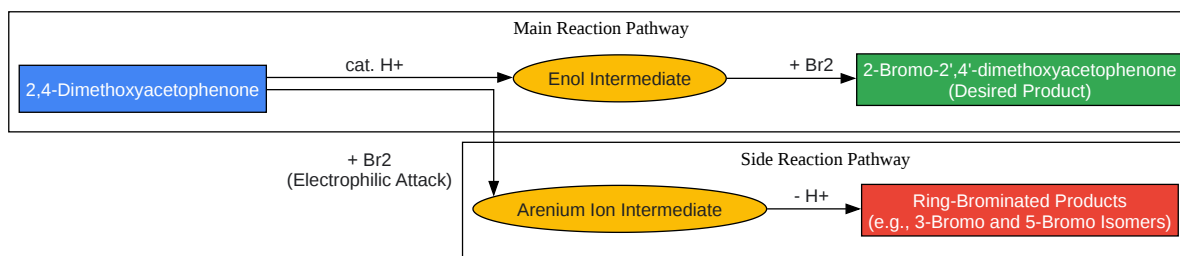 Main Reaction Pathway
2,4-Dimethoxyacetophenone
cat. H+
Enol Intermediate
+ Br2
2-Bromo-2',4'-dimethoxyacetophenone
(Desired Product)
+ Br2
(Electrophilic Attack)
Side Reaction Pathway
Arenium Ion Intermediate
- H+
Ring-Brominated Products
(e.g., 3-Bromo and 5-Bromo Isomers)